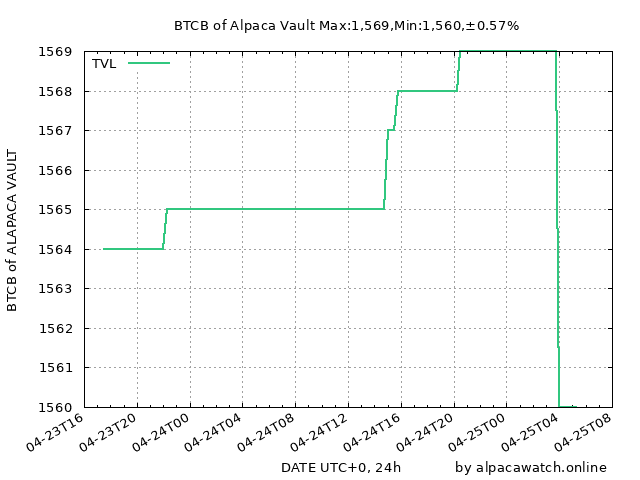 BTCB of Alpaca Vault Max:1,569,Min:1,560,±0.57%
TVL
1569
1568
1567
1566
1565
1564
1563
1562
1561
1560
BTCB of ALAPACA VAULT
04-23T16
04-23T20
04-24T00
04-24T04
04-24T08
04-24T12
04-24T16
04-24T20
04-25T00
04-25T04
04-25T08
DATE UTC+0, 24h by alpacawatch.online